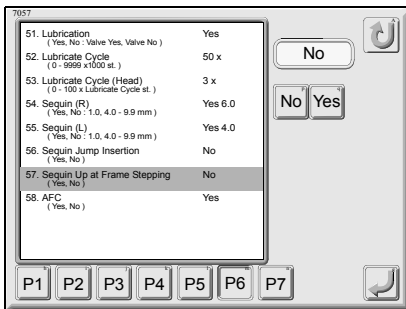 7057
51. Lubrication Yes
( Yes, No : Valve Yes, Valve No )
52. Lubricate Cycle 50 x
( 0 - 9999 x1000 st. )
53. Lubricate Cycle (Head) 3 x
( 0 - 100 x Lubricate Cycle st. )
54. Sequin (R) Yes 6.0
( Yes, No : 1.0, 4.0 - 9.9 mm )
55. Sequin (L) Yes 4.0
( Yes, No : 1.0, 4.0 - 9.9 mm )
56. Sequin Jump Insertion No
( Yes, No )
57. Sequin Up at Frame Stepping No
( Yes, No )
58. AFC Yes
( Yes, No )
No
No Yes
P1 P2 P3 P4 P5 P6 P7